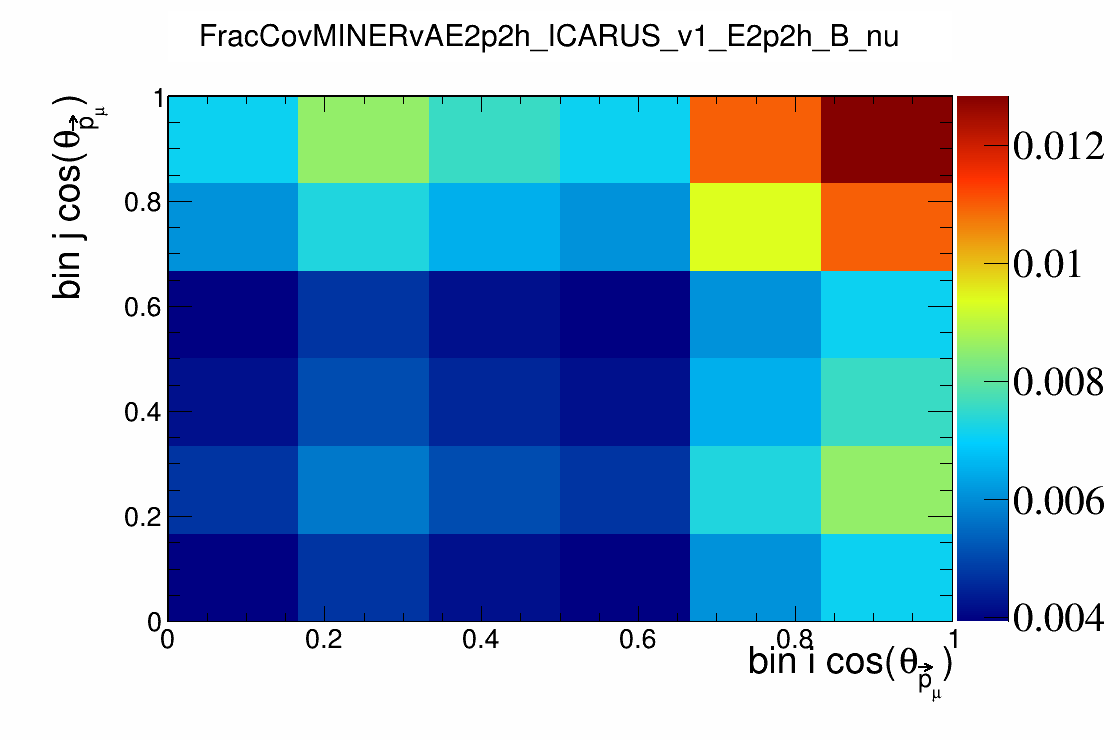 FracCovMINERvAE2p2h_ICARUS_v1_E2p2h_B_nu
bin j cos(θp⃗μ)
1
0.8
0.6
0.4
0.2
0
0 0.2 0.4 0.6 0.8 1
bin i cos(θp⃗μ)
0.012
0.01
0.008
0.006
0.004